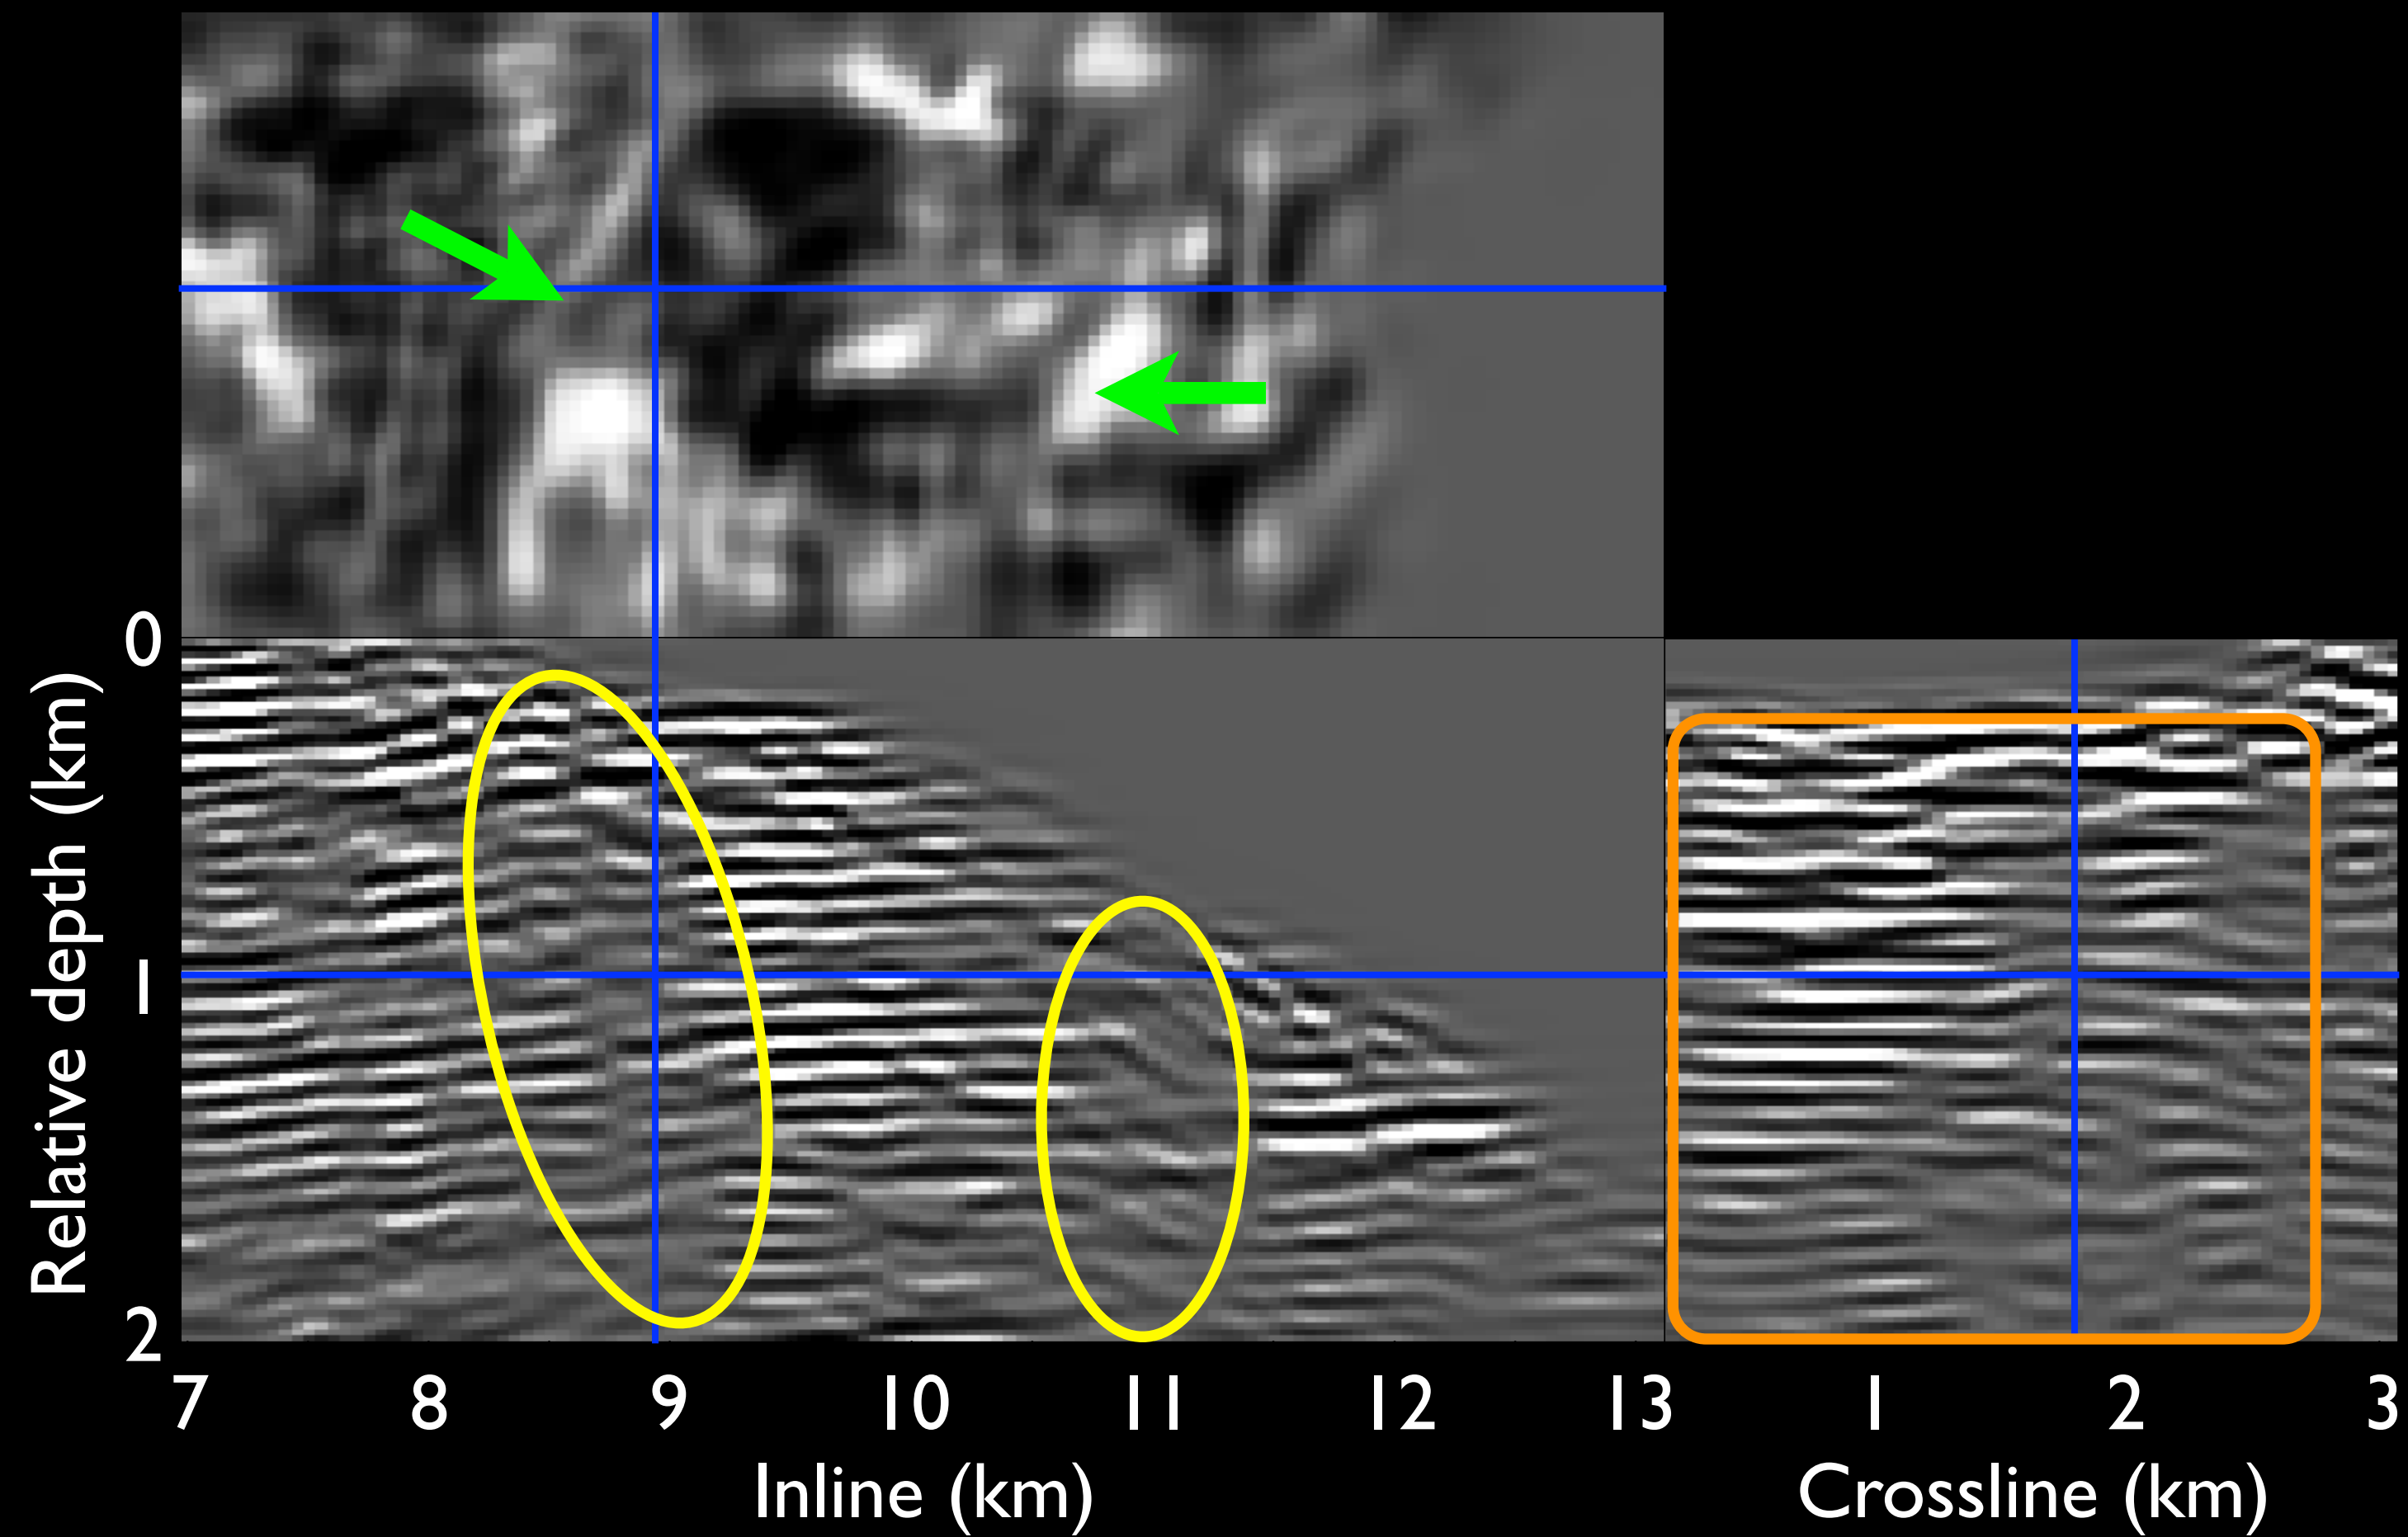 0
Relative depth (km)
1
2
7 8 9 10 11 12 13 1 2 3
Inline (km) Crossline (km)